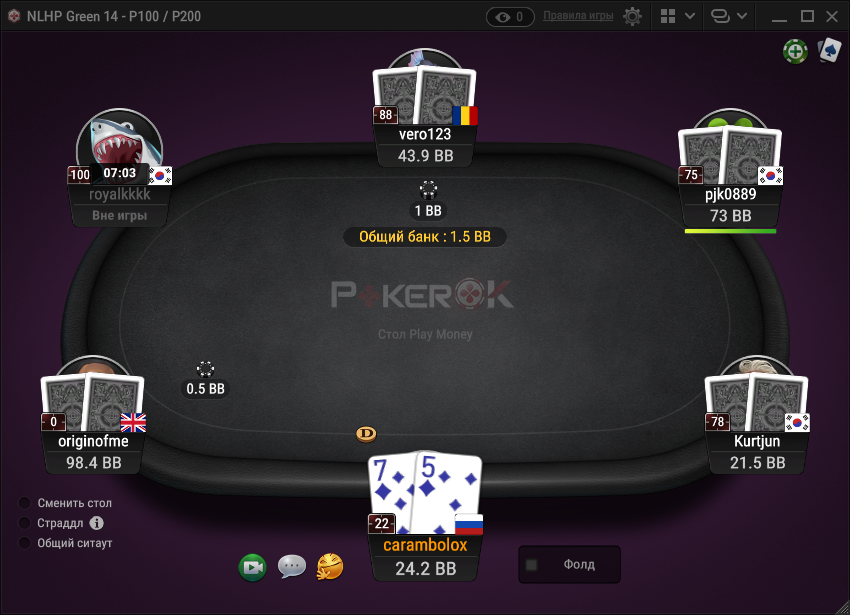 NLHP Green 14 - P100 / P200
0
Правила игры
88
vero123
43.9 BB
100
07:03
royalkkkk
Вне игры
75
pjk0889
73 BB
1 BB
Общий банк : 1.5 BB
POKEROK
Стол Play Money
0.5 BB
0
originofme
98.4 BB
78
Kurtjun
21.5 BB
D
7
5
22
carambolox
24.2 BB
Сменить стол
Страддл i
Общий ситаут
Фолд